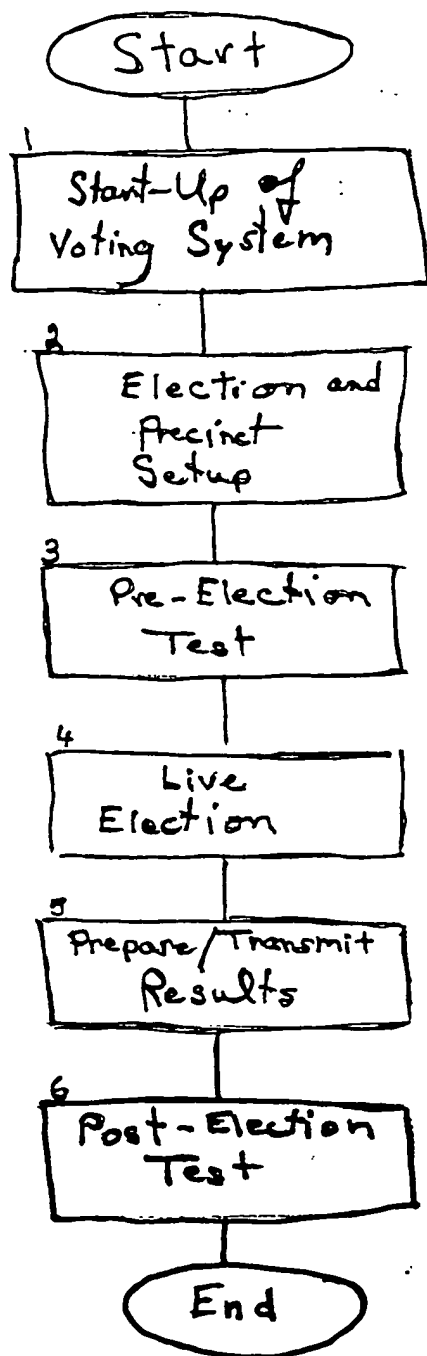 Start
1
Start-Up of
Voting System
2
Election and
Precinct
Setup
3
Pre-Election
Test
4
Live
Election
5
Prepare/Transmit
Results
6
Post-Election
Test
End